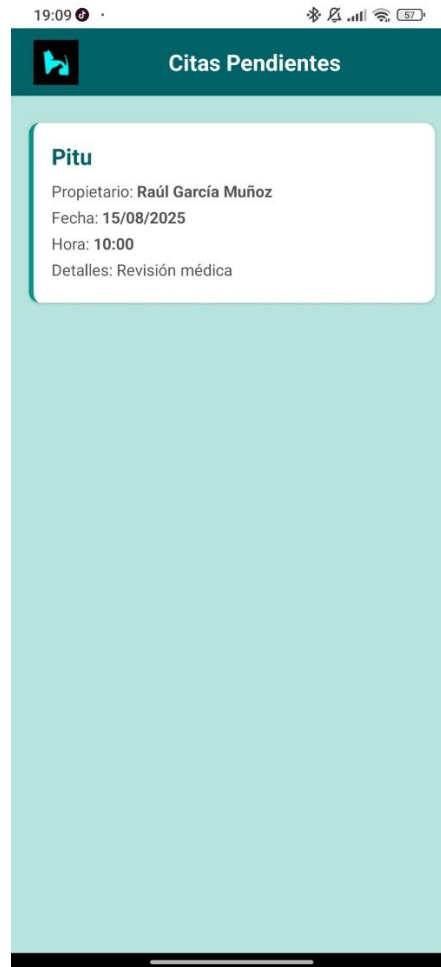 19:09
57
Citas Pendientes
Pitu
Propietario: Raúl García Muñoz
Fecha: 15/08/2025
Hora: 10:00
Detalles: Revisión médica